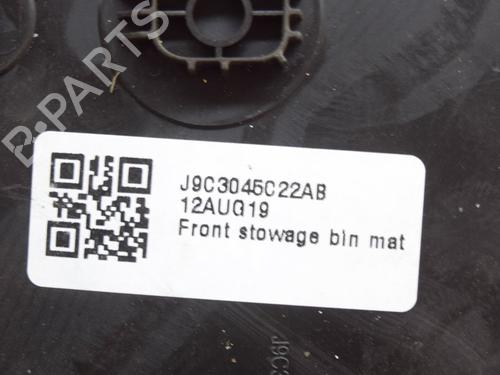 B-PARTS
J9C3045C22AB
12AUG19
Front stowage bin mat